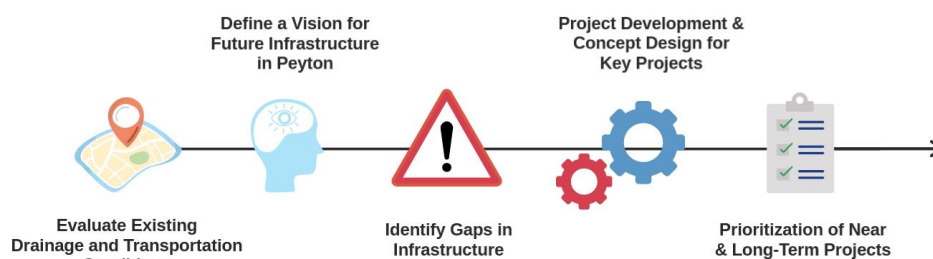 Define a Vision for
Future Infrastructure
in Peyton
Project Development &
Concept Design for
Key Projects
Evaluate Existing
Drainage and Transportation
Identify Gaps in
Infrastructure
Prioritization of Near
& Long-Term Projects